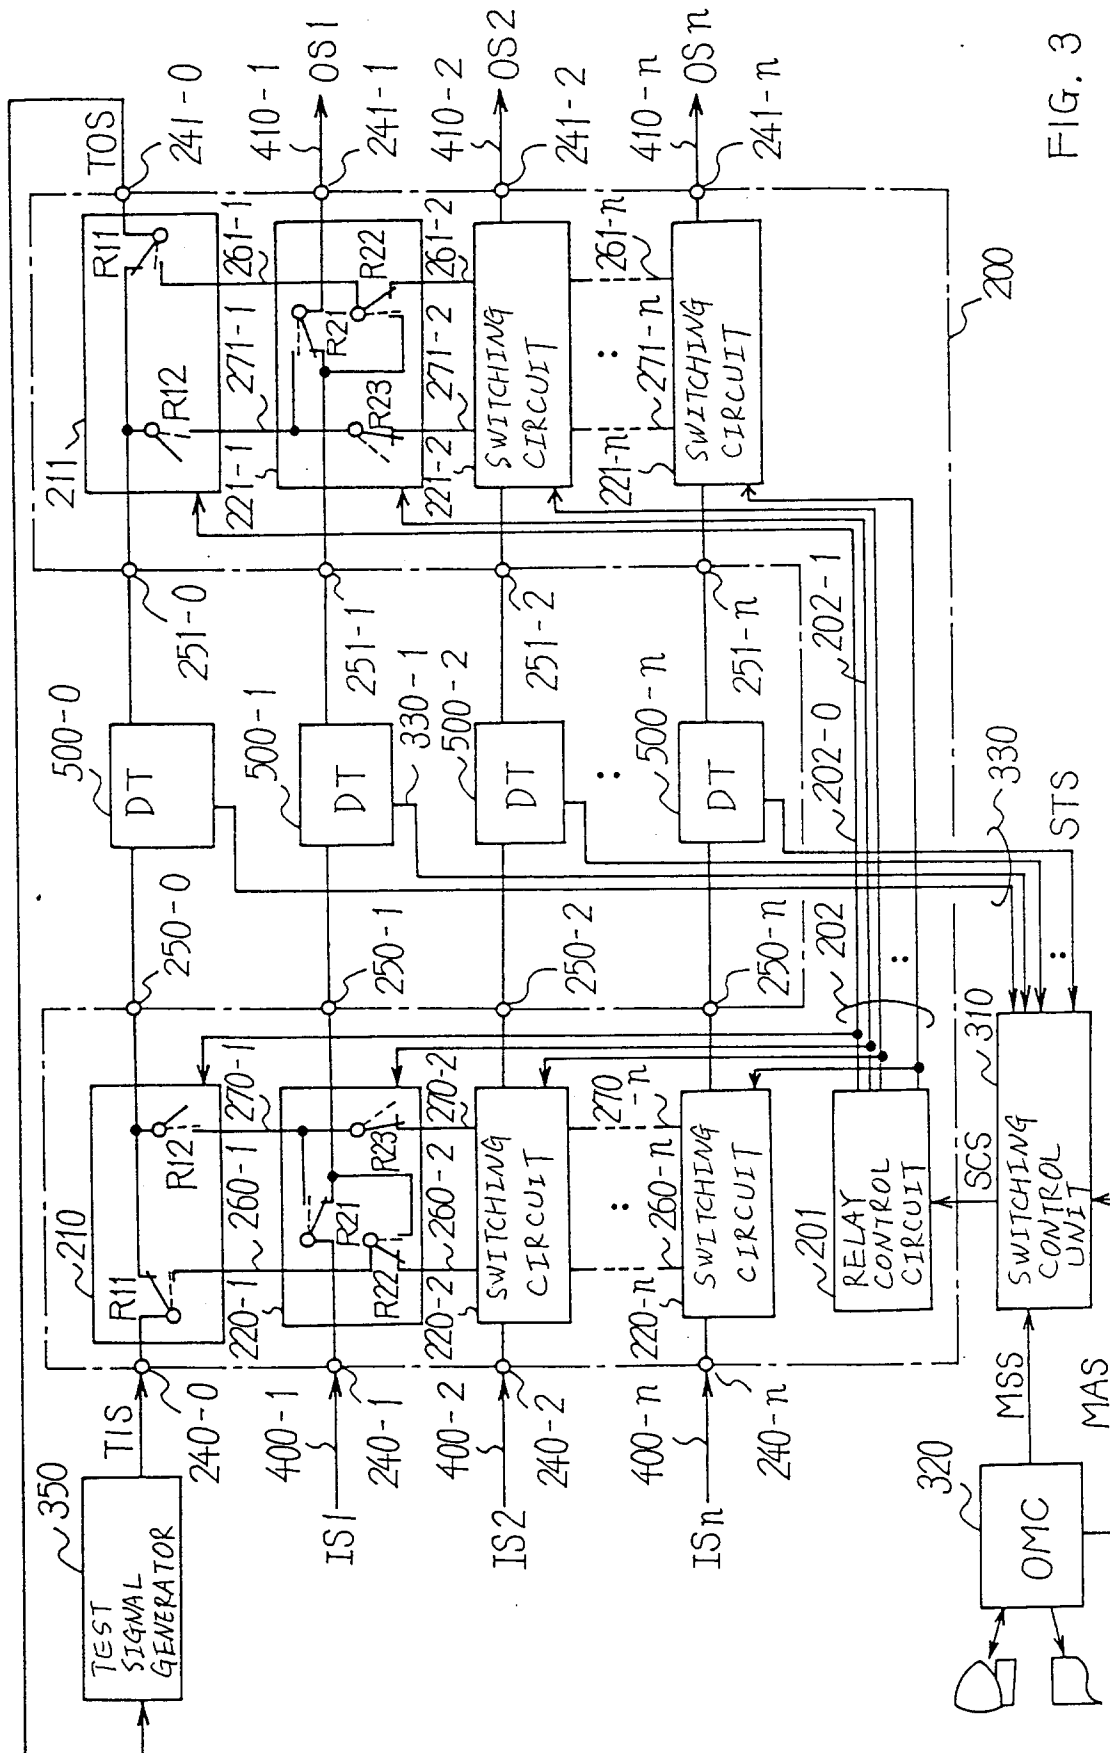 TEST
SIGNAL
GENERATOR
350
TIS
240-0
210
R11
R12
250-0
500-0
DT
251-0
211
R12
R11
241-0
TOS
260-1
270-1
271-1
261-1
IS1
400-1
240-1
220-1
R21
R22
R23
250-1
500-1
DT
330-1
251-1
221-1
R21
R22
R23
241-1
410-1
OS1
260-2
270-2
271-2
261-2
IS2
400-2
240-2
220-2
SWITCHING
CIRCUIT
250-2
500-2
DT
251-2
221-2
SWITCHING
CIRCUIT
241-2
410-2
OS2
260-n
270
-n
271-n
261-n
ISn
400-n
240-n
220-n
SWITCHING
CIRCUIT
250-n
500-n
DT
251-n
221-n
SWITCHING
CIRCUIT
241-n
410-n
OSn
201
RELAY
CONTROL
CIRCUIT
202
202-0
202-1
200
SCS
310
SWITCHING
CONTROL
UNIT
330
STS
MSS
MAS
320
OMC
FIG. 3